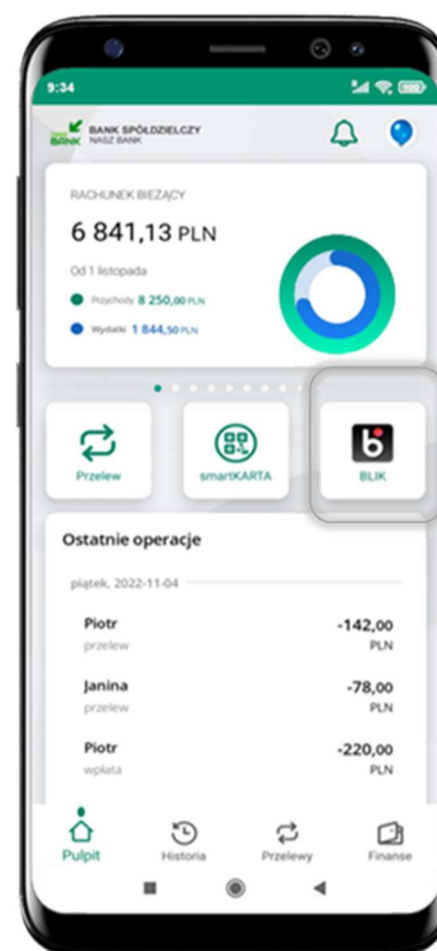 9:34
BANK SPÓŁDZIELCZY
NASZ BANK
RACHUNEK BIEŻĄCY
6 841,13 PLN
Od 1 listopada
Przychody 8 250,00 PLN
Wydatki 1 844,50 PLN
Przelew
smartKARTA
BLIK
Ostatnie operacje
piątek, 2022-11-04
Piotr -142,00
przelew PLN
Janina -78,00
przelew PLN
Piotr -220,00
wpłata PLN
Pulpit Historia Przelewy Finanse